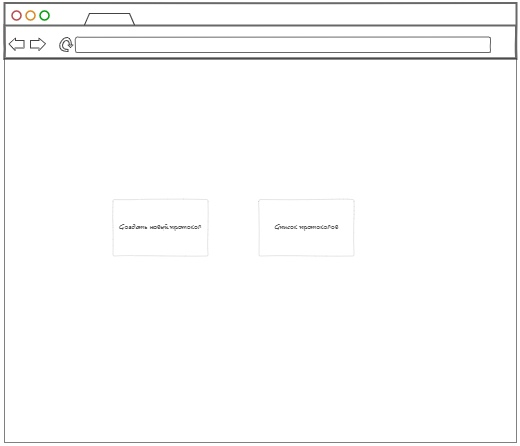 Создать новый протокол
Список протоколов